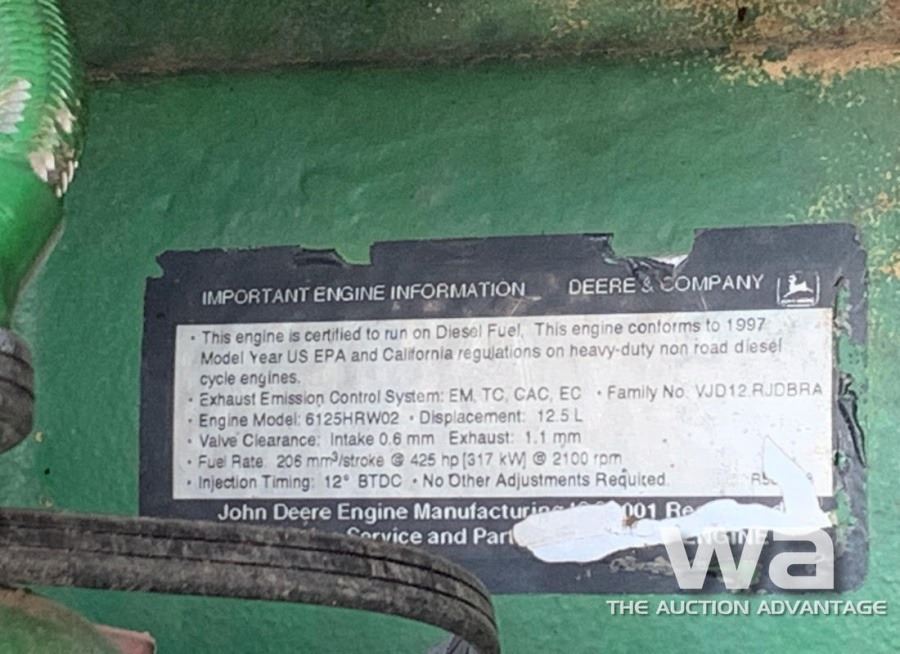 IMPORTANT ENGINE INFORMATION DEERE & COMPANY
• This engine is certified to run on Diesel Fuel. This engine conforms to 1997
Model Year US EPA and California regulations on heavy-duty non road diesel
cycle engines.
• Exhaust Emission Control System: EM, TC, CAC, EC • Family No. VJD12.RJDBRA
• Engine Model: 6125HRW02 • Displacement: 12.5 L
• Valve Clearance: Intake 0.6 mm Exhaust: 1.1 mm
• Fuel Rate: 206 mm³/stroke @ 425 hp [317 kW] @ 2100 rpm
• Injection Timing: 12° BTDC • No Other Adjustments Required.
John Deere Engine Manufacturing
Service and ENGINE
wa
THE AUCTION ADVANTAGE